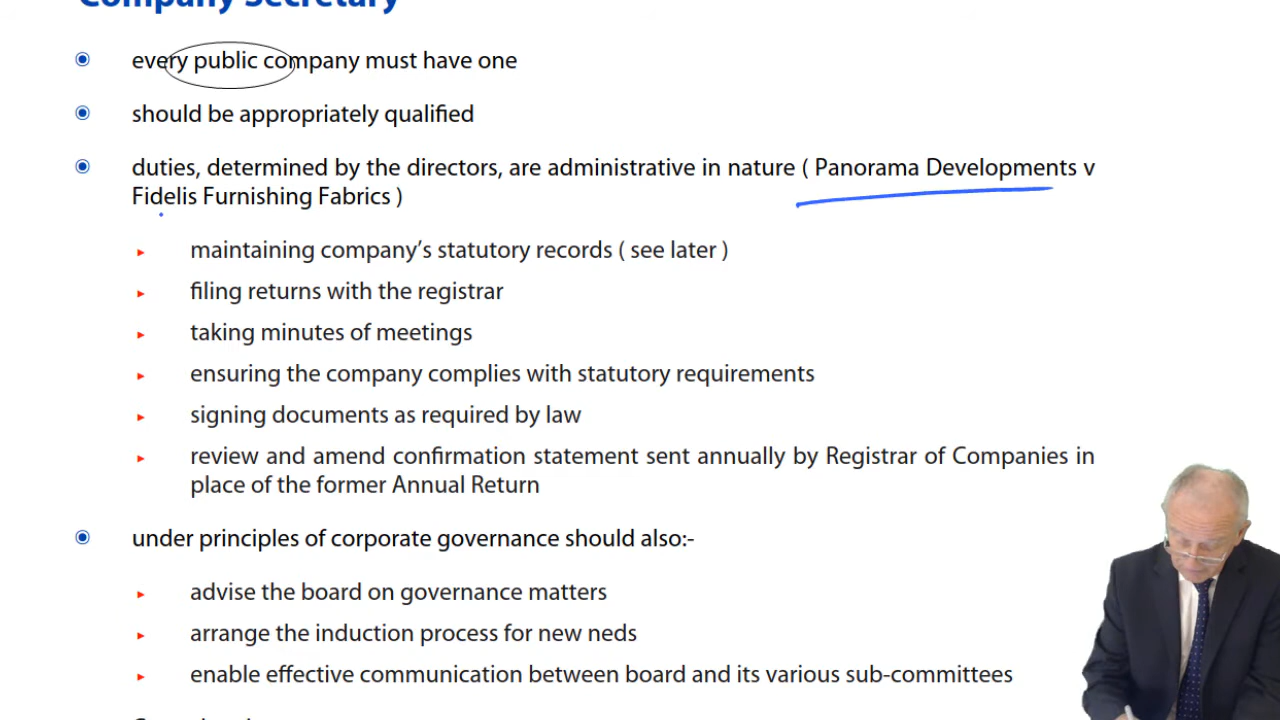 Company Secretary
every public company must have one
should be appropriately qualified
duties, determined by the directors, are administrative in nature ( Panorama Developments v
Fidelis Furnishing Fabrics )
maintaining company’s statutory records ( see later )
filing returns with the registrar
taking minutes of meetings
ensuring the company complies with statutory requirements
signing documents as required by law
review and amend confirmation statement sent annually by Registrar of Companies in
place of the former Annual Return
under principles of corporate governance should also:-
advise the board on governance matters
arrange the induction process for new neds
enable effective communication between board and its various sub-committees